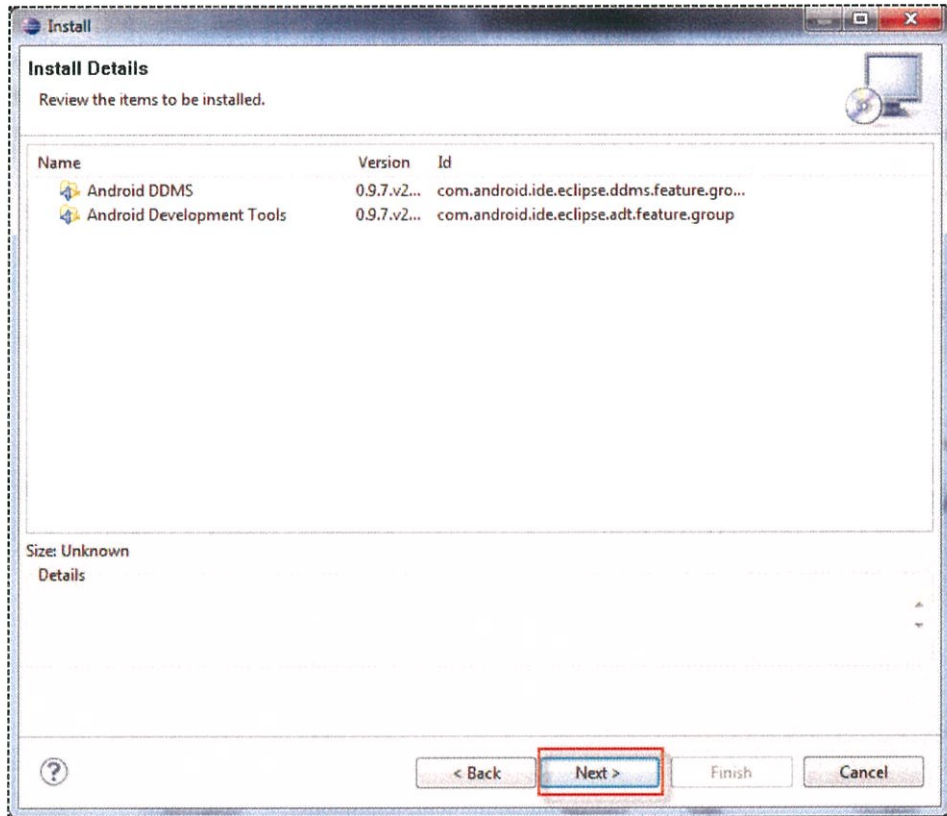 Install
Install Details
Review the items to be installed.
Name Version Id
Android DDMS 0.9.7.v2... com.android.ide.eclipse.ddms.feature.gro...
Android Development Tools 0.9.7.v2... com.android.ide.eclipse.adt.feature.group
Size: Unknown
Details
? < Back Next > Finish Cancel